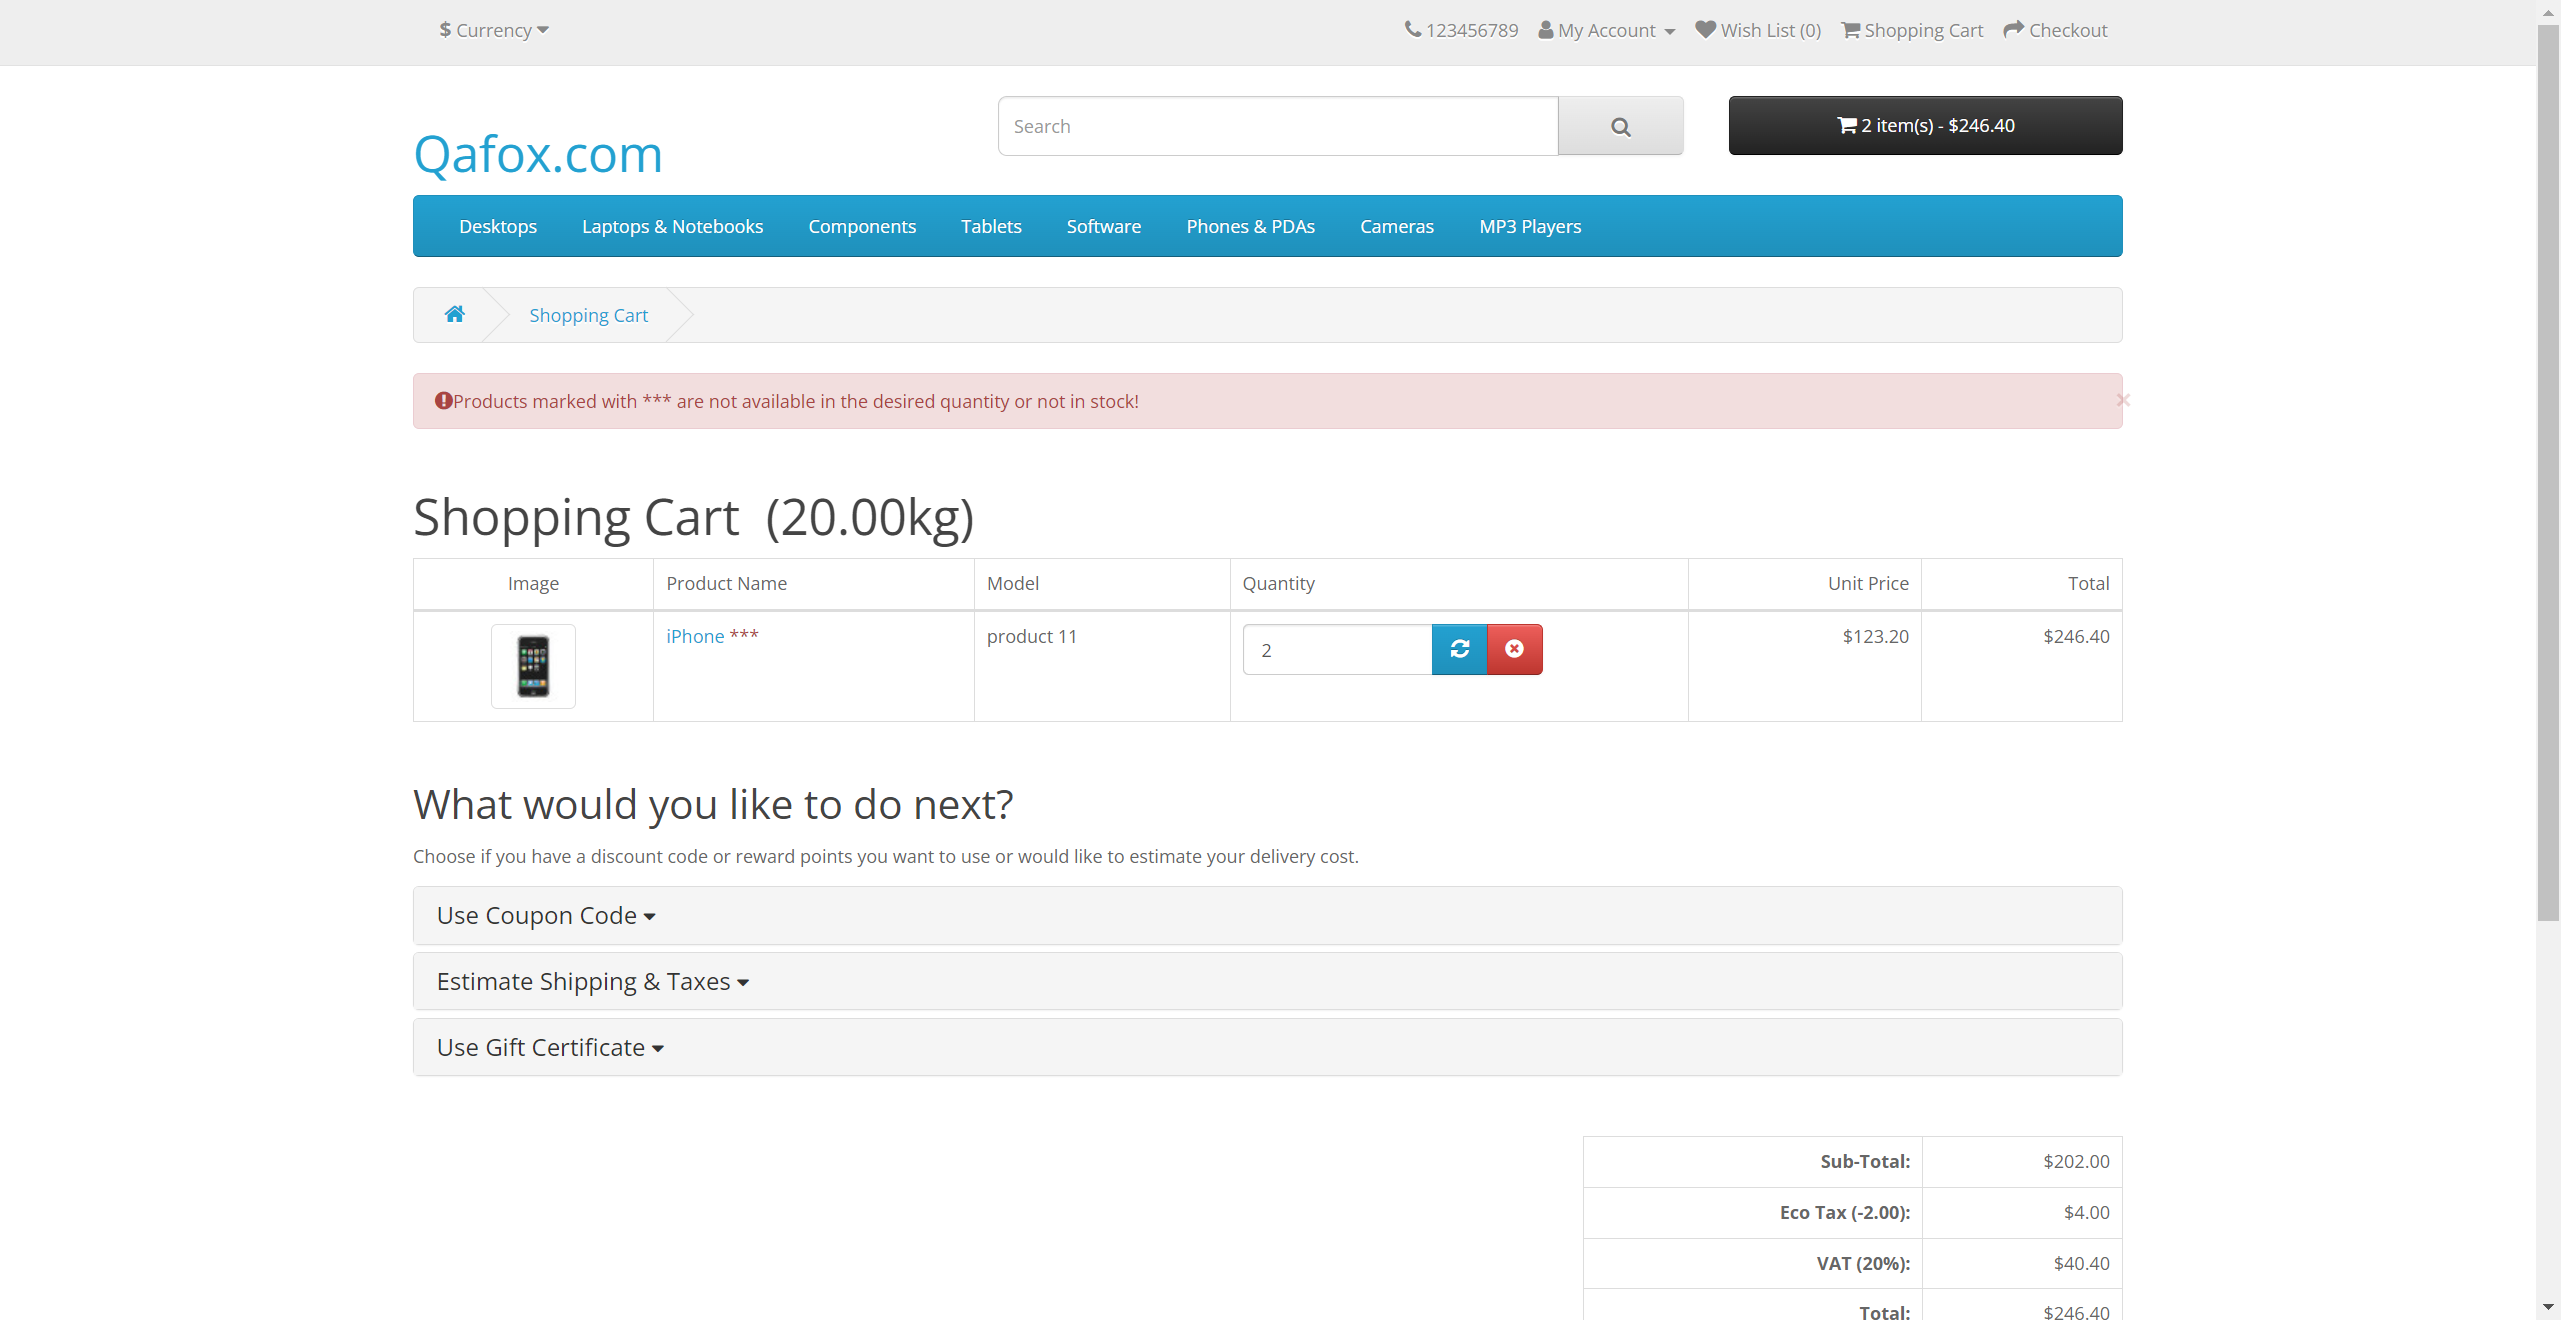 $ Currency
123456789 My Account Wish List (0) Shopping Cart Checkout
Qafox.com
Search
2 item(s) - $246.40
Desktops Laptops & Notebooks Components Tablets Software Phones & PDAs Cameras MP3 Players
Shopping Cart
Products marked with *** are not available in the desired quantity or not in stock!
×
Shopping Cart (20.00kg)
Image Product Name Model Quantity Unit Price Total
iPhone *** product 11 2 $123.20 $246.40
What would you like to do next?
Choose if you have a discount code or reward points you want to use or would like to estimate your delivery cost.
Use Coupon Code
Estimate Shipping & Taxes
Use Gift Certificate
Sub-Total: $202.00
Eco Tax (-2.00): $4.00
VAT (20%): $40.40
Total: $246.40